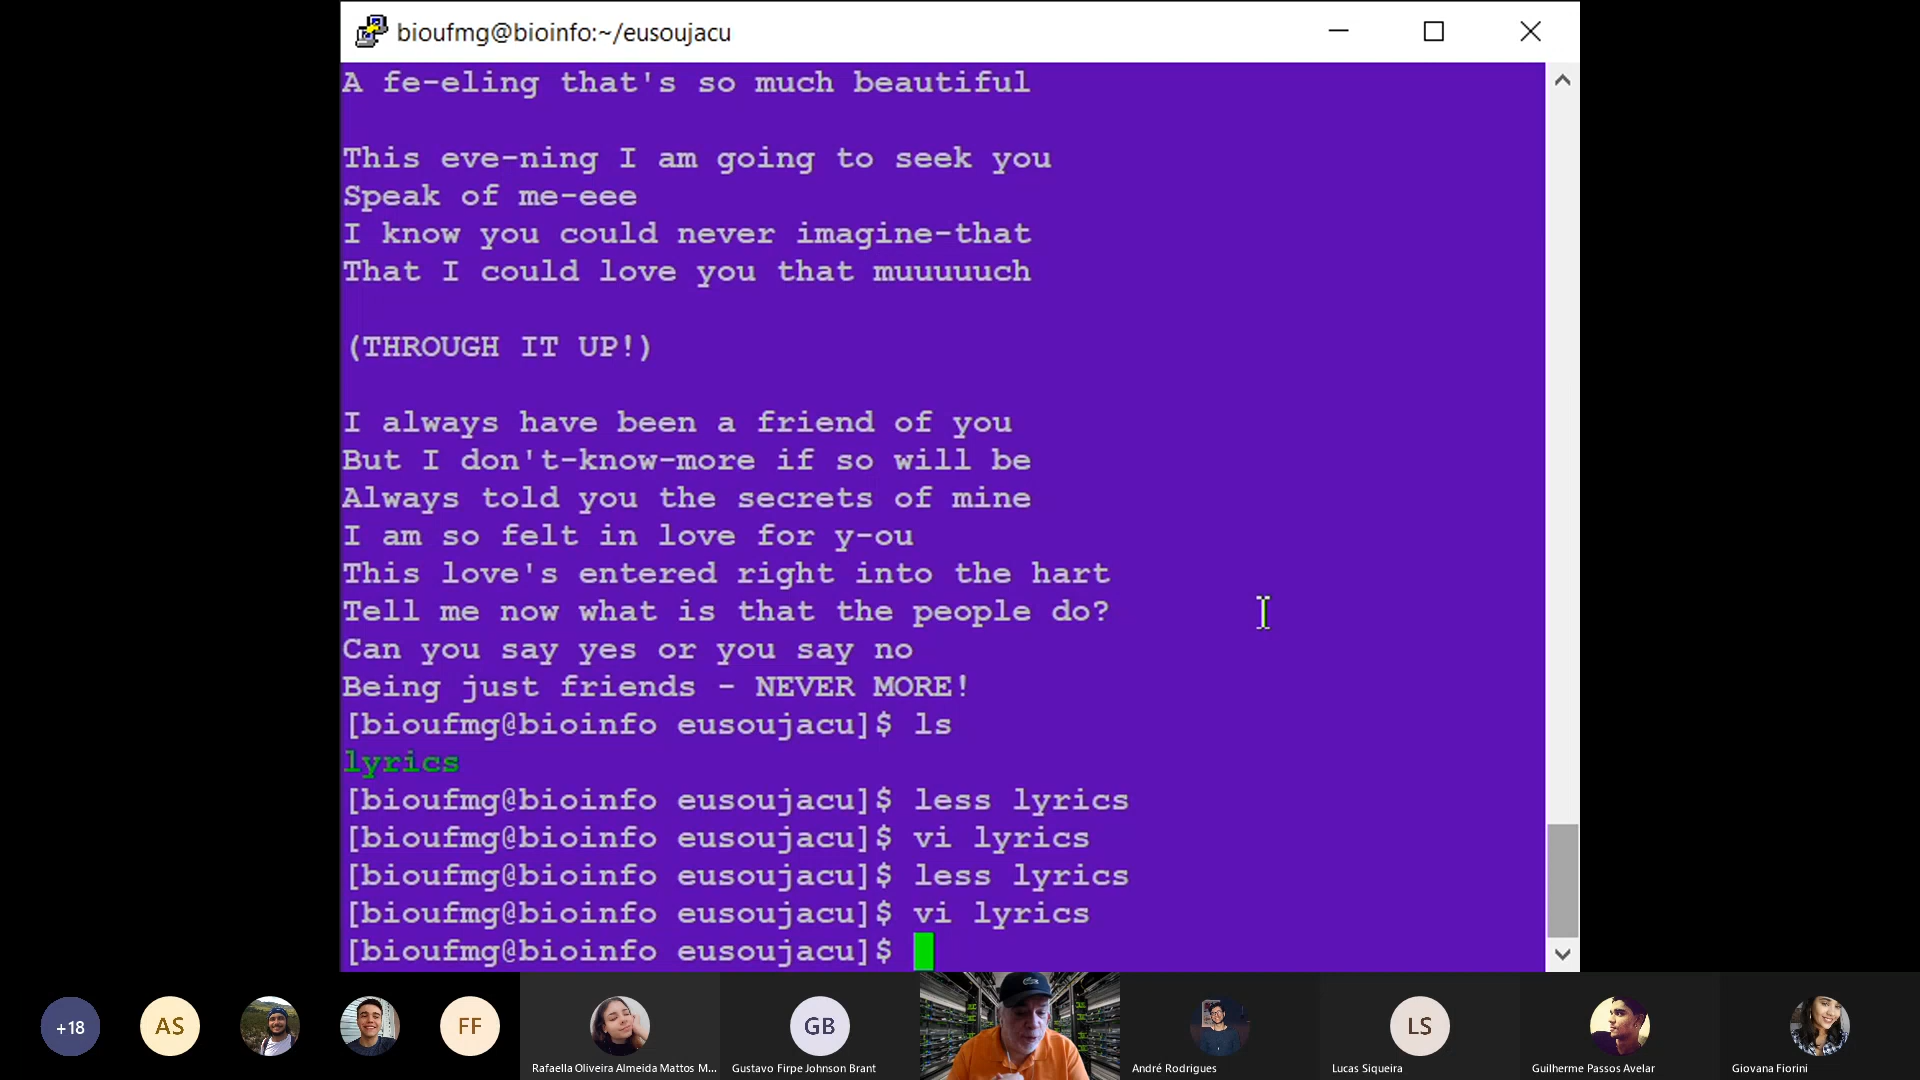 bioufmg@bioinfo:~/eusoujacu
A fe-eling that's so much beautiful
This eve-ning I am going to seek you
Speak of me-eee
I know you could never imagine-that
That I could love you that muuuuuch
(THROUGH IT UP!)
I always have been a friend of you
But I don't-know-more if so will be
Always told you the secrets of mine
I am so felt in love for y-ou
This love's entered right into the hart
Tell me now what is that the people do?
Can you say yes or you say no
Being just friends - NEVER MORE!
[bioufmg@bioinfo eusoujacu]$ ls
lyrics
[bioufmg@bioinfo eusoujacu]$ less lyrics
[bioufmg@bioinfo eusoujacu]$ vi lyrics
[bioufmg@bioinfo eusoujacu]$ less lyrics
[bioufmg@bioinfo eusoujacu]$ vi lyrics
[bioufmg@bioinfo eusoujacu]$
+18
AS
FF
GB
LS
Rafaella Oliveira Almeida Mattos M...
Gustavo Firpe Johnson Brant
André Rodrigues
Lucas Siqueira
Guilherme Passos Avelar
Giovana Fiorini